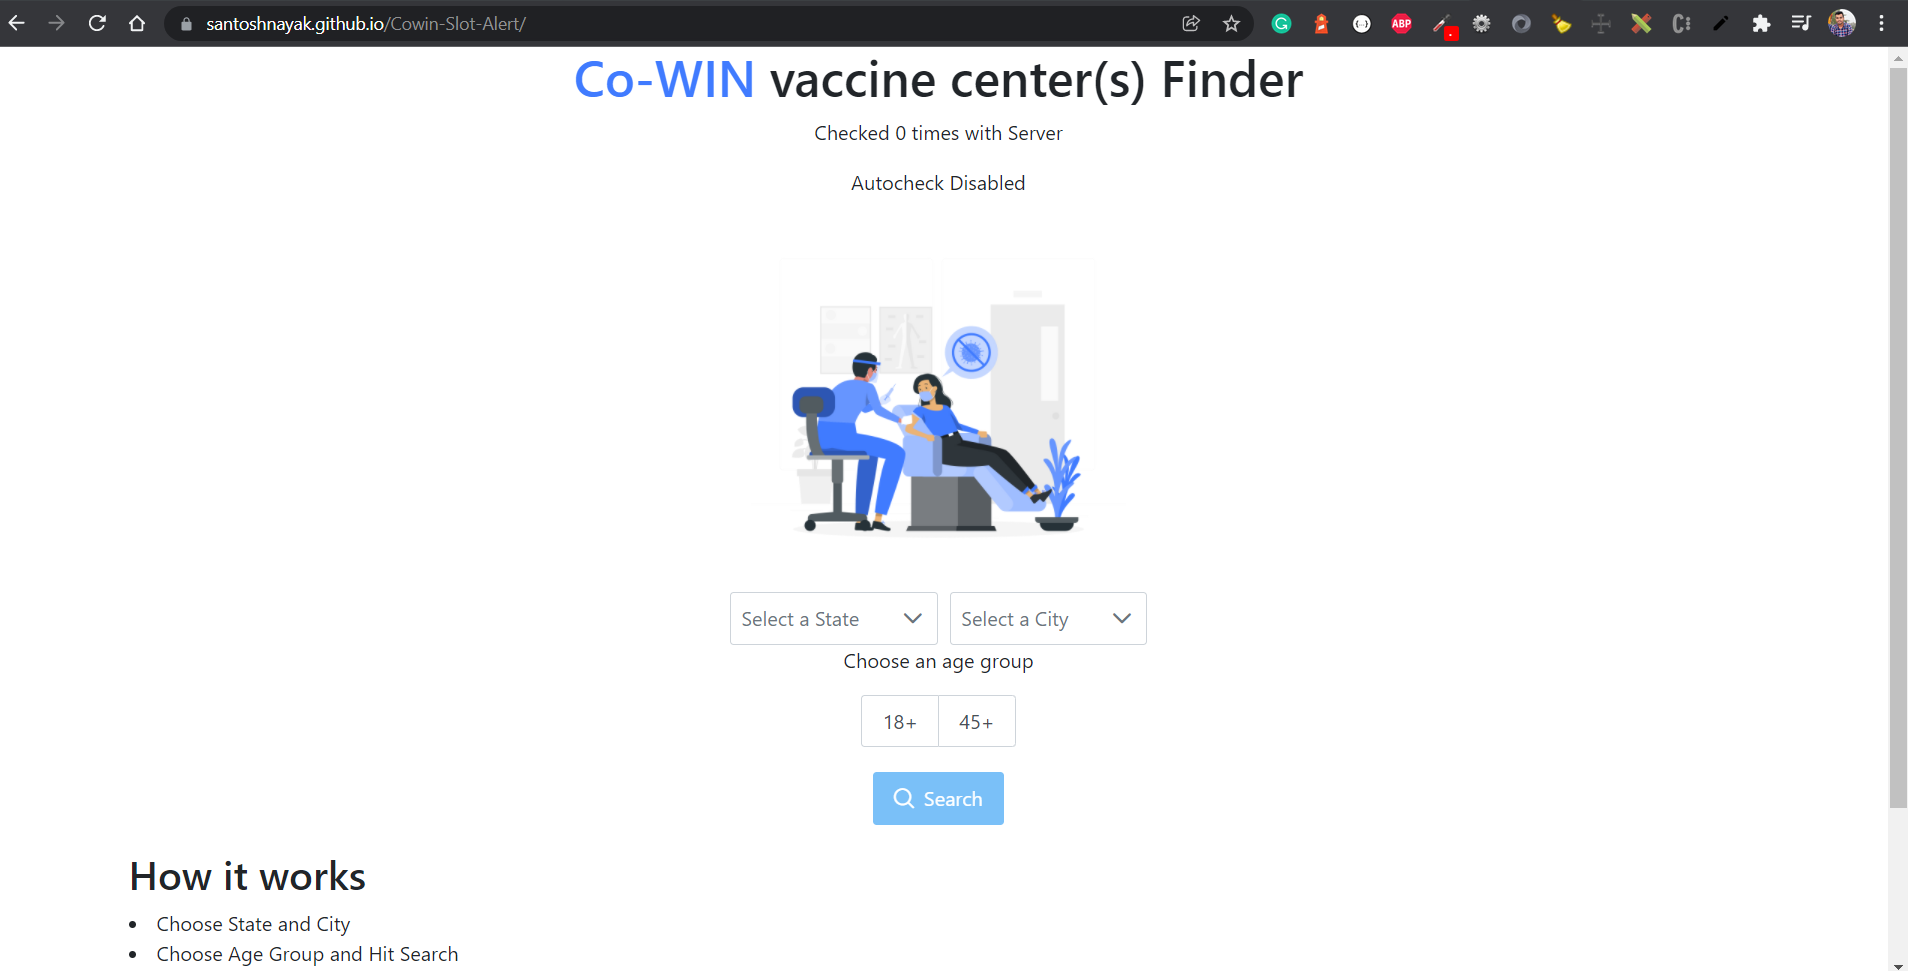 santoshnayak.github.io/Cowin-Slot-Alert/
ABP
Co-WIN vaccine center(s) Finder
Checked 0 times with Server
Autocheck Disabled
Select a State
Select a City
Choose an age group
18+
45+
Search
How it works
• Choose State and City
• Choose Age Group and Hit Search